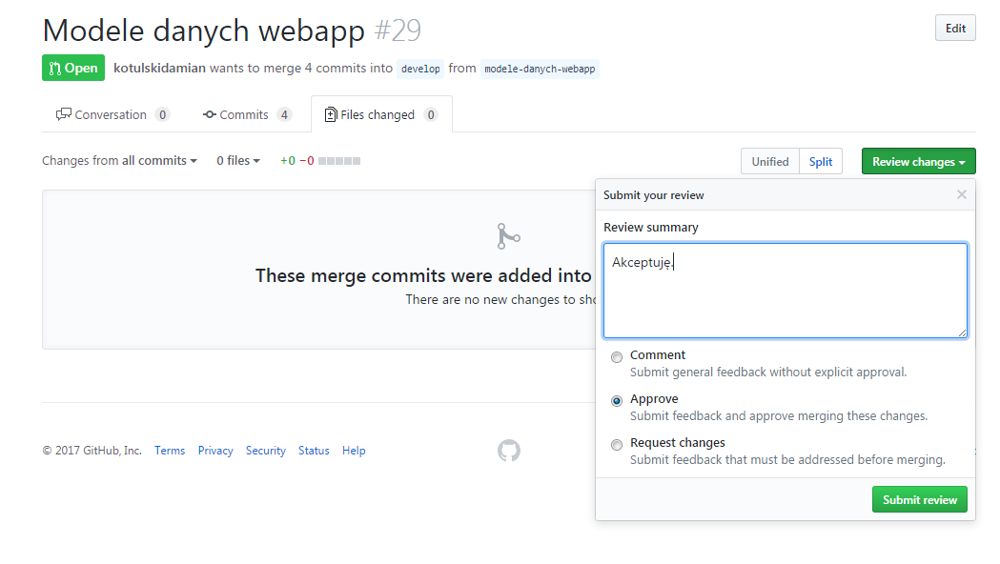 Modele danych webapp #29
Edit
Open kotulskidamian wants to merge 4 commits into develop from modele-danych-webapp
Conversation 0 Commits 4 Files changed 0
Changes from all commits 0 files +0 −0 Unified Split Review changes
Submit your review
Review summary
Akceptuję.
These merge commits were added into
There are no new changes to
Comment
Submit general feedback without explicit approval.
Approve
Submit feedback and approve merging these changes.
Request changes
Submit feedback that must be addressed before merging.
Submit review
© 2017 GitHub, Inc. Terms Privacy Security Status Help